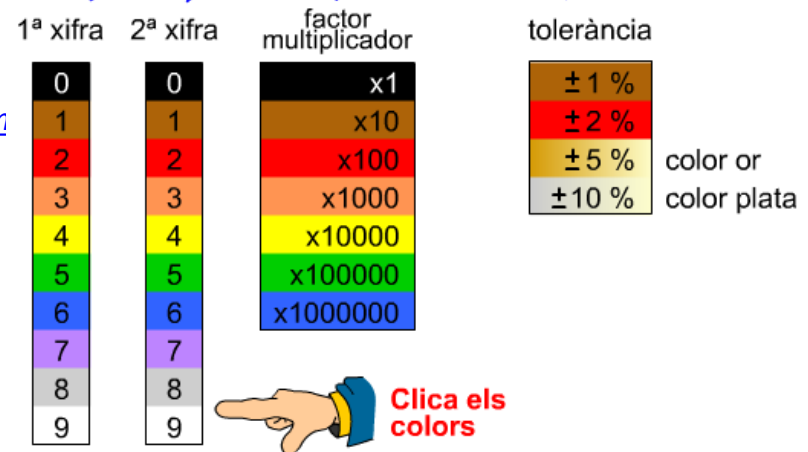 1ª xifra 2ª xifra factor multiplicador tolerància
0 0 x1 ±1 %
1 1 x10 ±2 %
2 2 x100 ±5 % color or
3 3 x1000 ±10 % color plata
4 4 x10000
5 5 x100000
6 6 x1000000
7 7
8 8
9 9
Clica els
colors